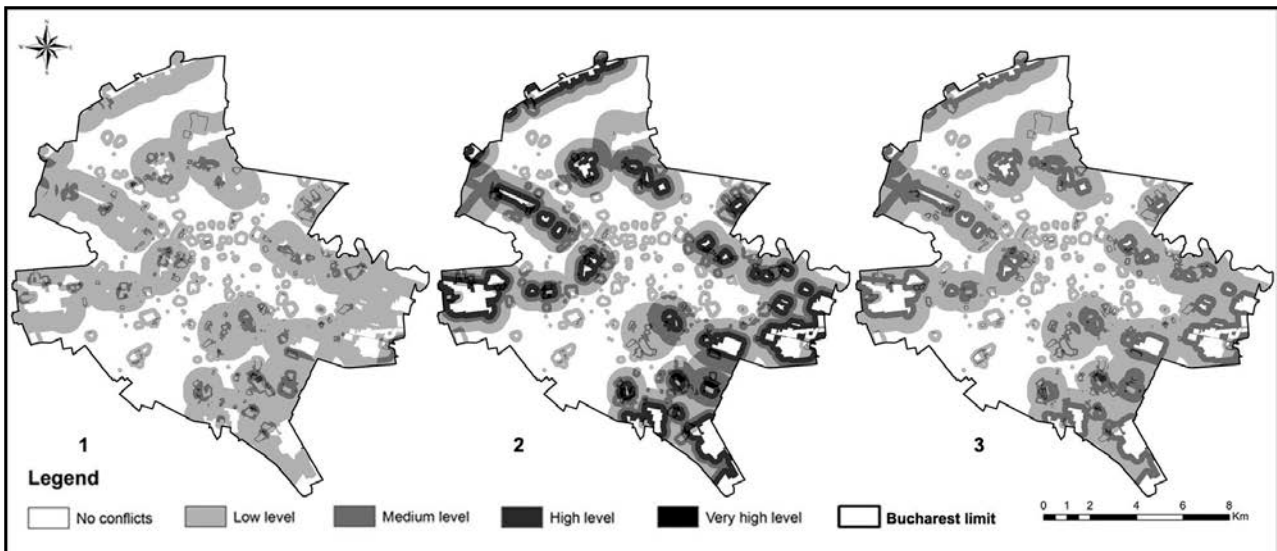 N
1
2
3
Legend
No conflicts
Low level
Medium level
High level
Very high level
Bucharest limit
0 1 2 4 6 8
Km